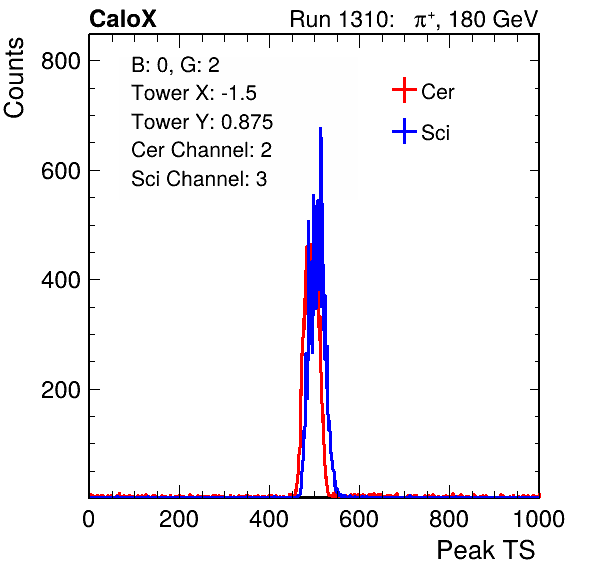 CaloX Run 1310: π⁺, 180 GeV
B: 0, G: 2
Tower X: -1.5
Tower Y: 0.875
Cer Channel: 2
Sci Channel: 3
Cer
Sci
Counts
800
600
400
200
0 200 400 600 800 1000
Peak TS